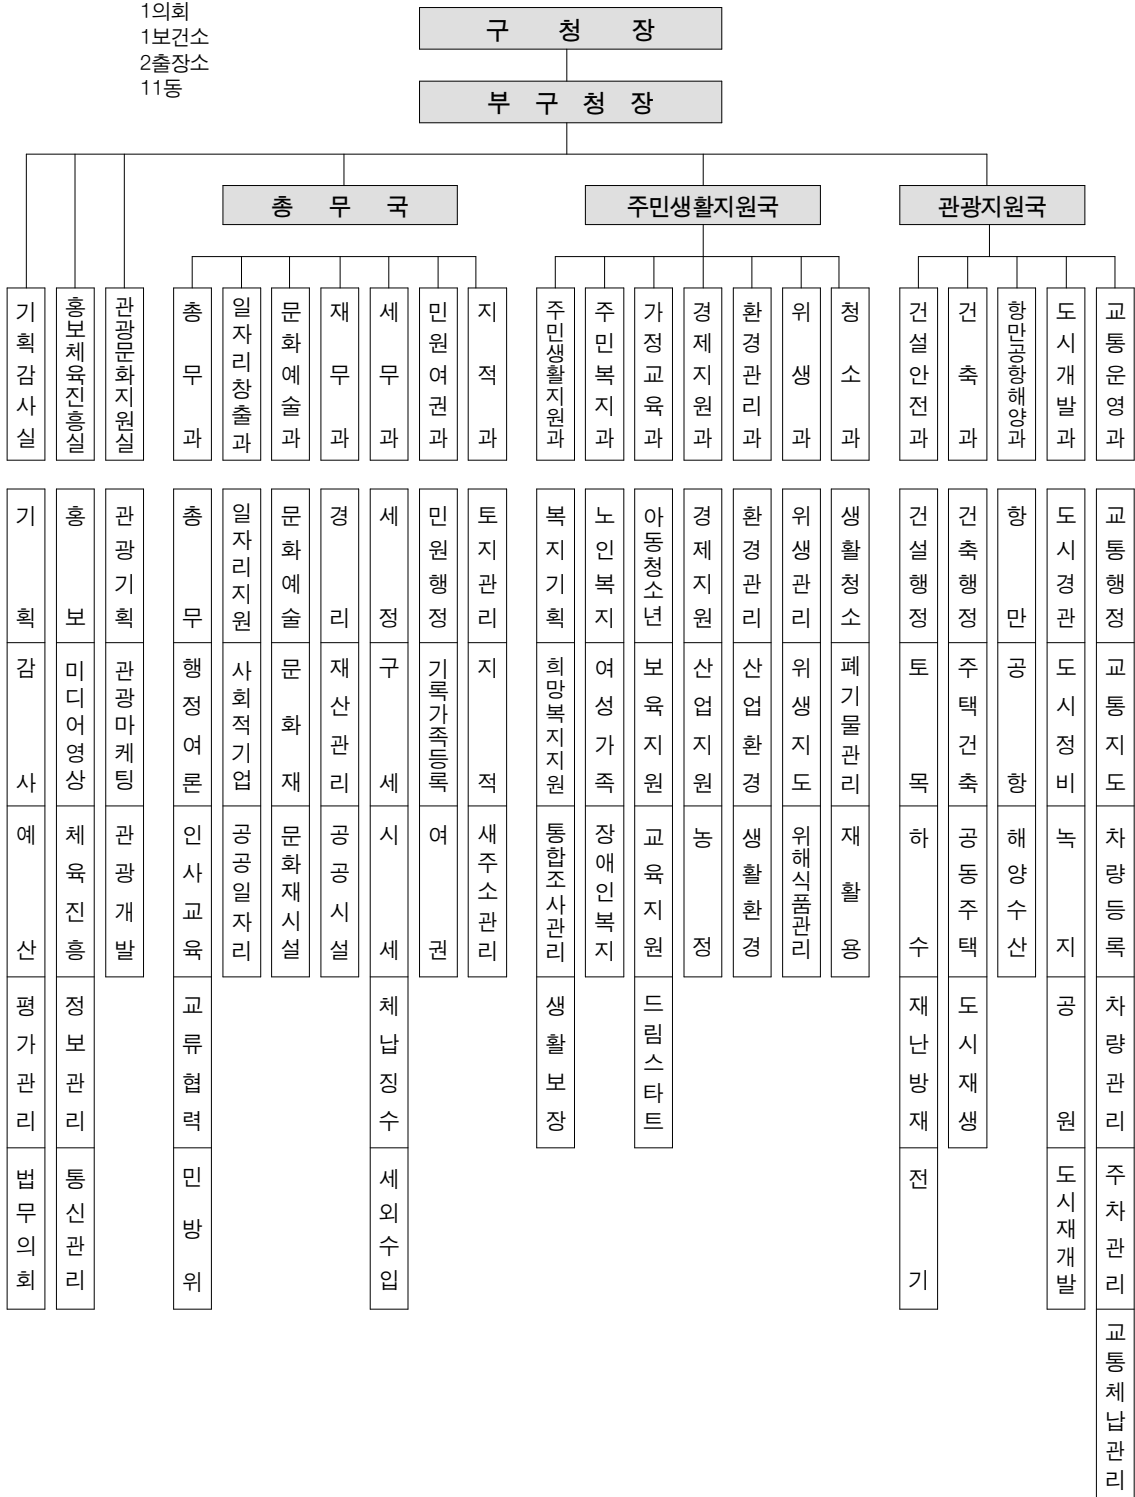 1의회
1보건소
2출장소
11동
구 청 장
부 구 청 장
총 무 국
주민생활지원국
관광지원국
기획감사실
홍보체육진흥실
관광문화지원실
총무과
일자리창출과
문화예술과
재무과
세무과
민원여권과
지적과
주민생활지원과
주민복지과
가정교육과
경제지원과
환경관리과
위생과
청소과
건설안전과
건축과
항만공항해양과
도시개발과
교통운영과
기획
홍보
관광기획
총무
일자리지원
문화예술
경리
세정
민원행정
토지관리
복지기획
노인복지
아동청소년
경제지원
환경관리
위생관리
생활청소
건설행정
건축행정
항만
도시경관
교통행정
감사
미디어영상
관광마케팅
행정여론
사회적기업
문화재
재산관리
구세
기록가족등록
지적
희망복지지원
여성가족
보육지원
산업지원
산업환경
위생지도
폐기물관리
토목
주택건축
공항
도시정비
교통지도
예산
체육진흥
관광개발
인사교육
공공일자리
문화재시설
공공시설
시세
여권
새주소관리
통합조사관리
장애인복지
교육지원
농정
생활환경
위해식품관리
재활용
하수
공동주택
해양수산
녹지
차량등록
평가관리
정보관리
교류협력
체납징수
생활보장
드림스타트
재난방재
도시재생
공원
차량관리
법무의회
통신관리
민방위
세외수입
전기
도시재개발
주차관리
교통체납관리